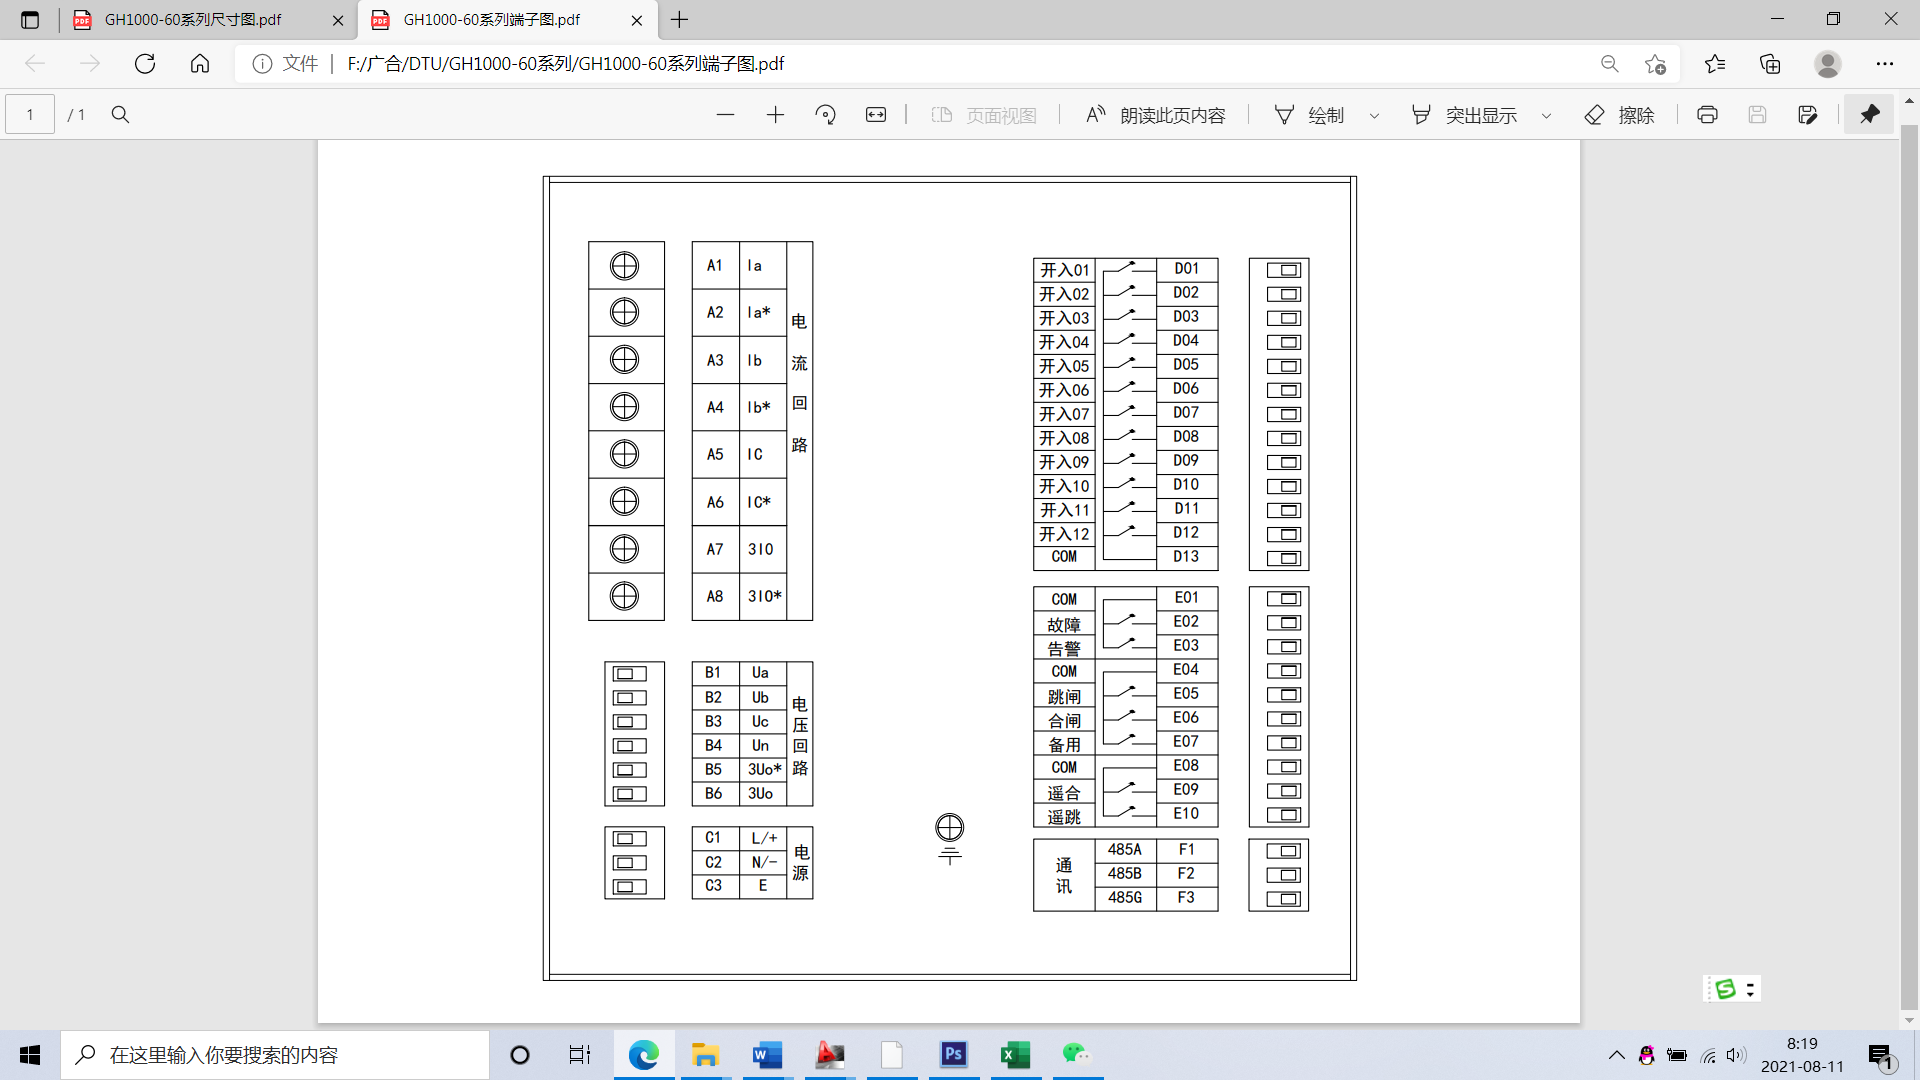 GH1000-60系列尺寸图.pdf
GH1000-60系列端子图.pdf
文件
F:/广合/DTU/GH1000-60系列/GH1000-60系列端子图.pdf
1 / 1
页面视图
朗读此页内容
绘制
突出显示
擦除
A1 Ia
A2 Ia*
A3 Ib
A4 Ib*
A5 IC
A6 IC*
A7 3I0
A8 3I0*
电流回路
B1 Ua
B2 Ub
B3 Uc
B4 Un
B5 3Uo*
B6 3Uo
电压回路
C1 L/+
C2 N/-
C3 E
电源
开入01 D01
开入02 D02
开入03 D03
开入04 D04
开入05 D05
开入06 D06
开入07 D07
开入08 D08
开入09 D09
开入10 D10
开入11 D11
开入12 D12
COM D13
COM E01
故障 E02
告警 E03
COM E04
跳闸 E05
合闸 E06
备用 E07
COM E08
遥合 E09
遥跳 E10
通讯
485A F1
485B F2
485G F3
在这里输入你要搜索的内容
8:19
2021-08-11
1